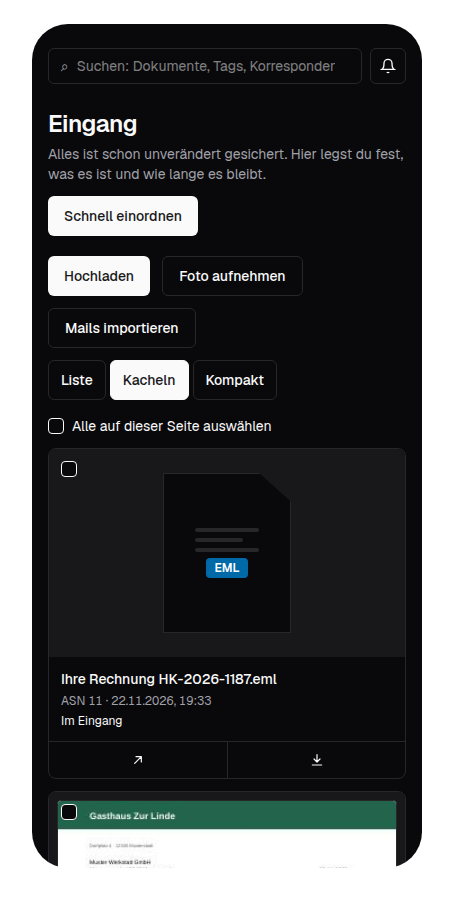 Suchen: Dokumente, Tags, Korresponder
Eingang
Alles ist schon unverändert gesichert. Hier legst du fest,
was es ist und wie lange es bleibt.
Schnell einordnen
Hochladen
Foto aufnehmen
Mails importieren
Liste
Kacheln
Kompakt
Alle auf dieser Seite auswählen
EML
Ihre Rechnung HK-2026-1187.eml
ASN 11 · 22.11.2026, 19:33
Im Eingang
Gasthaus Zur Linde
Muster Werkstatt GmbH